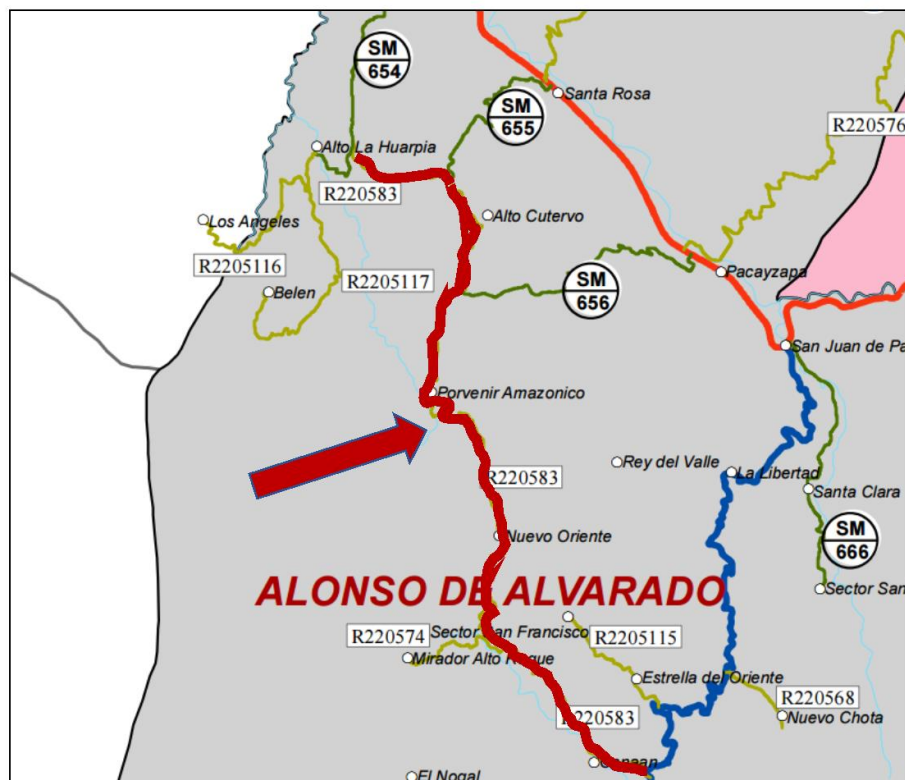 SM
654
Santa Rosa
SM
655
R220576
Alto La Huarpia
R220583
Los Angeles
Alto Cutervo
R2205116
R2205117
Belen
SM
656
Pacayzapa
San Juan de Pa
Porvenir Amazonico
Rey del Valle
La Libertad
R220583
Santa Clara
Nuevo Oriente
SM
666
ALONSO DE ALVARADO
Sector San
Sector San Francisco
R220574
R2205115
Mirador Alto Roque
Estrella del Oriente
R220568
R220583
Nuevo Chota
Canaan
El Nogal